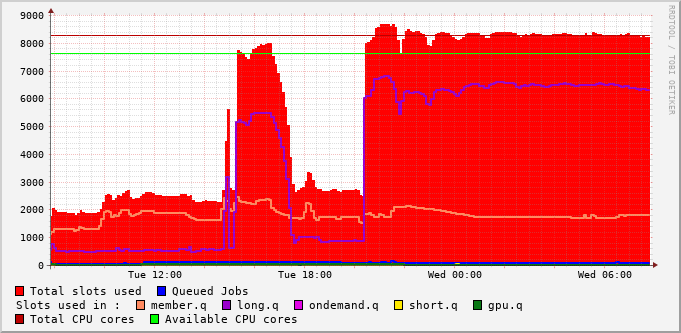 9000
8000
7000
6000
5000
4000
3000
2000
1000
0
Tue 12:00 Tue 18:00 Wed 00:00 Wed 06:00
RRDTOOL / TOBI OETIKER
Total slots used Queued Jobs
Slots used in : member.q long.q ondemand.q short.q gpu.q
Total CPU cores Available CPU cores